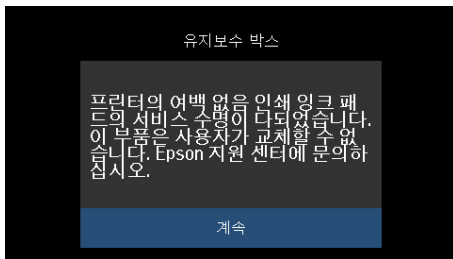 유지보수 박스
프린터의 여백 없음 인쇄 잉크 패
드의 서비스 수명이 다되었습니다.
이 부품은 사용자가 교체할 수 없
습니다. Epson 지원 센터에 문의하
십시오.
계속